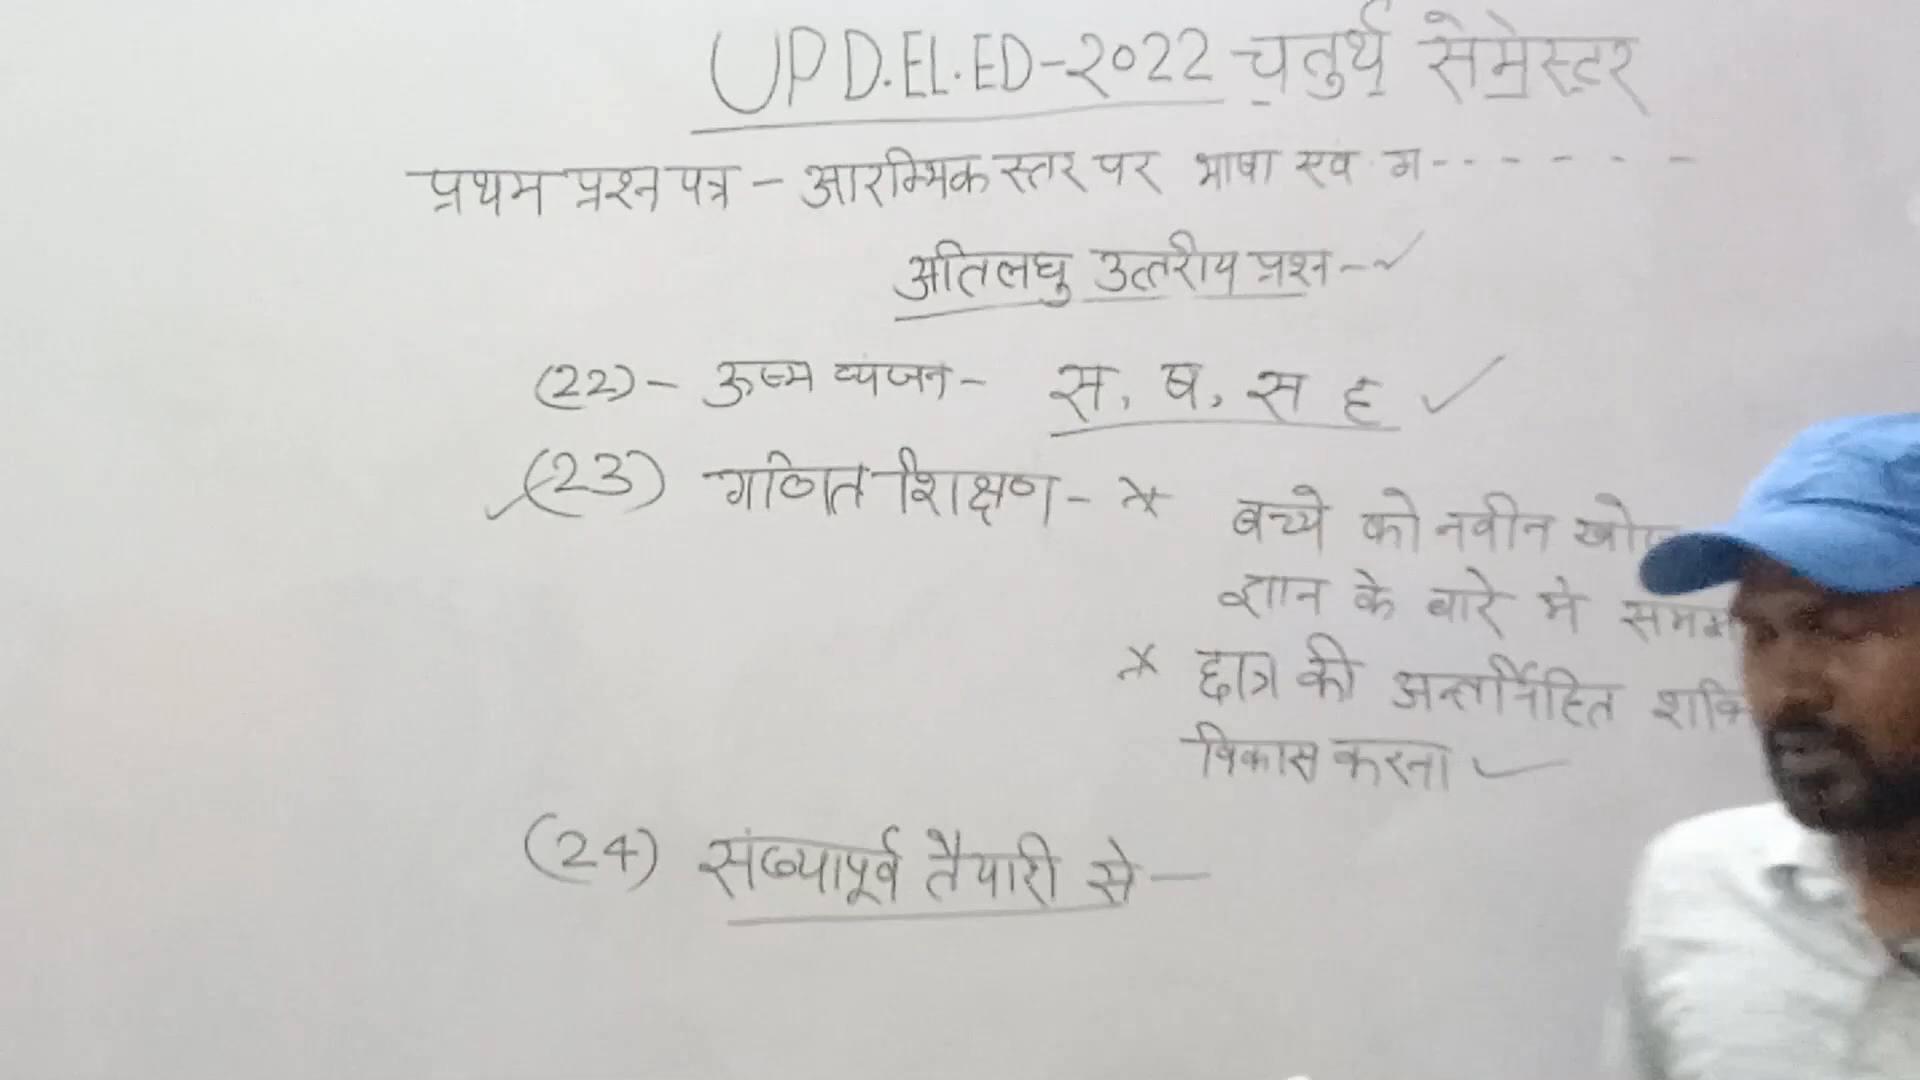 UP D.EL.ED-२०22 चतुर्थ सेमेस्टर
प्रथम प्रश्न पत्र - आरम्भिक स्तर पर भाषा एवं ग-------
अतिलघु उत्तरीय प्रश्न-
(22)- ऊष्म व्यंजन- स, ष, स ह
(23) गणित शिक्षण- * बच्चे को नवीन
ज्ञान के बारे मे
* छात्र की अन्तर्निहित
विकास करना
(24) संख्यापूर्व तैयारी से-